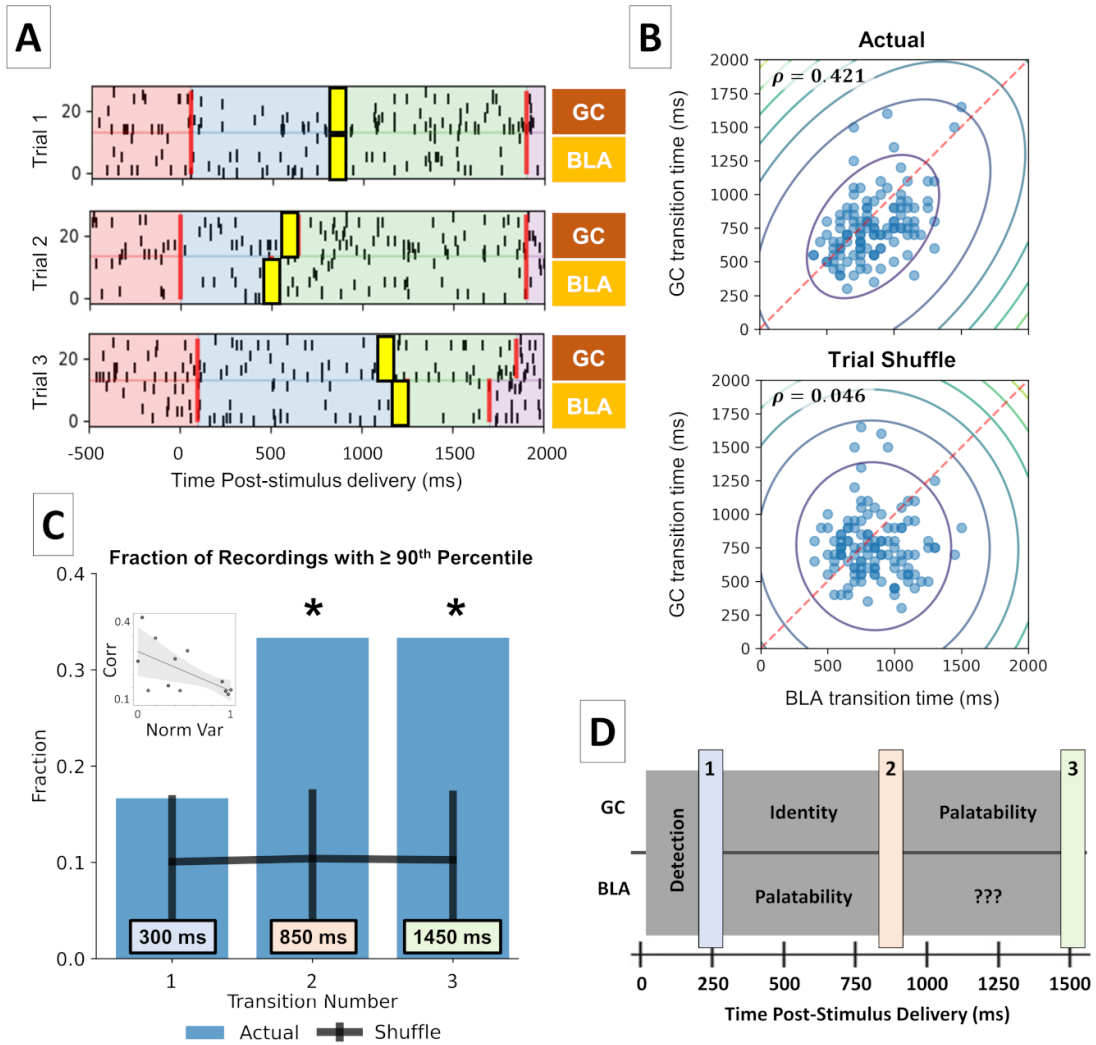 A
Trial 1
20
0
GC
BLA
Trial 2
20
0
GC
BLA
Trial 3
20
0
GC
BLA
-500
0
500
1000
1500
2000
Time Post-stimulus delivery (ms)
B
Actual
ρ = 0.421
GC transition time (ms)
2000
1750
1500
1250
1000
750
500
250
0
0
500
1000
1500
2000
Trial Shuffle
ρ = 0.046
GC transition time (ms)
2000
1750
1500
1250
1000
750
500
250
0
0
500
1000
1500
2000
BLA transition time (ms)
C
Fraction of Recordings with ≥ 90th Percentile
Fraction
0.4
0.3
0.2
0.1
0.0
* *
Corr
0.4
0.1
0
1
Norm Var
300 ms
850 ms
1450 ms
1
2
3
Transition Number
Actual
Shuffle
D
1
2
3
GC
BLA
Detection
Identity
Palatability
Palatability
???
0
250
500
750
1000
1250
1500
Time Post-Stimulus Delivery (ms)